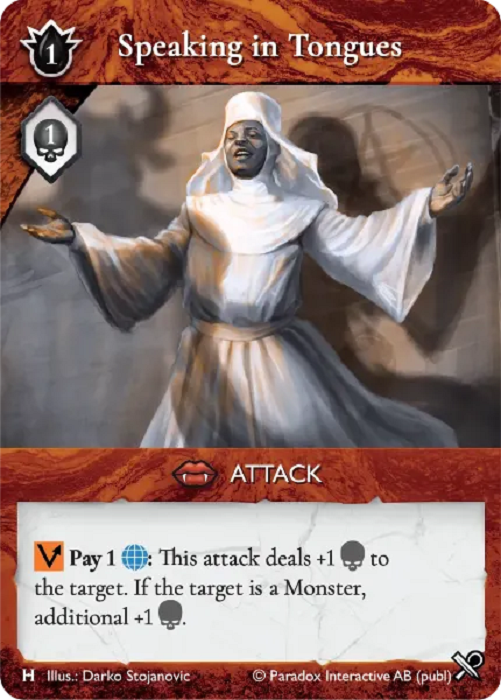 1
Speaking in Tongues
1
ATTACK
Pay 1 : This attack deals +1 to
the target. If the target is a Monster,
additional +1 .
H Illus.: Darko Stojanovic © Paradox Interactive AB (publ)